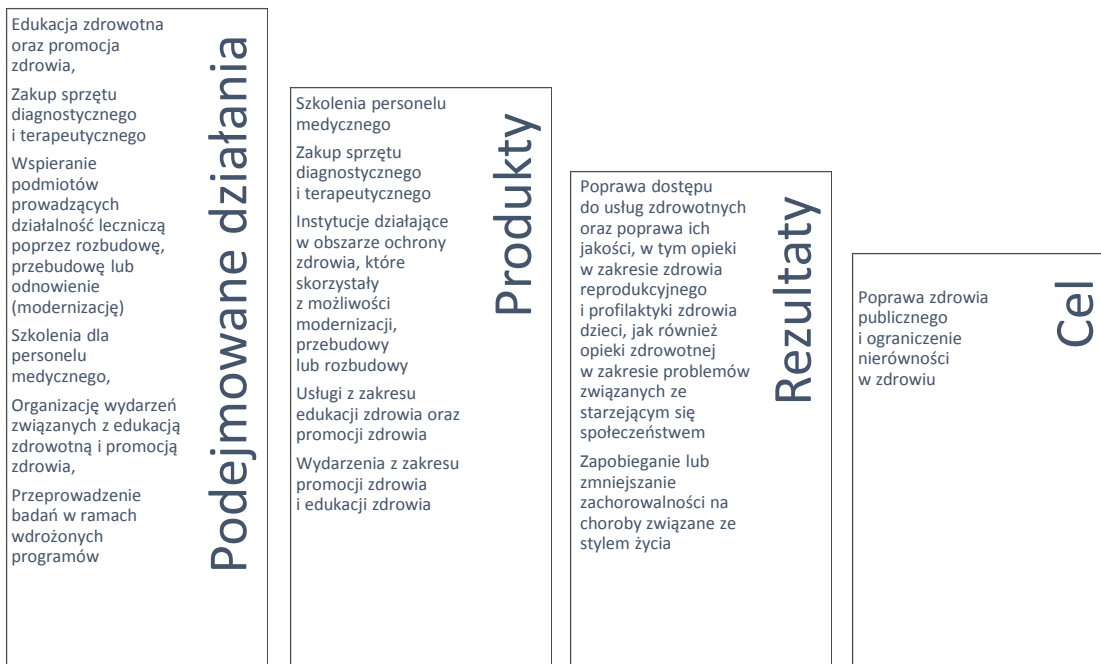 Edukacja zdrowotna
oraz promocja
zdrowia,
Zakup sprzętu
diagnostycznego
i terapeutycznego
Wspieranie
podmiotów
prowadzących
działalność leczniczą
poprzez rozbudowę,
przebudowę lub
odnowienie
(modernizację)
Szkolenia dla
personelu
medycznego,
Organizację wydarzeń
związanych z edukacją
zdrowotną i promocją
zdrowia,
Przeprowadzenie
badań w ramach
wdrożonych
programów
Podejmowane działania
Szkolenia personelu
medycznego
Zakup sprzętu
diagnostycznego
i terapeutycznego
Instytucje działające
w obszarze ochrony
zdrowia, które
skorzystały
z możliwości
modernizacji,
przebudowy
lub rozbudowy
Usługi z zakresu
edukacji zdrowia oraz
promocji zdrowia
Wydarzenia z zakresu
promocji zdrowia
i edukacji zdrowia
Produkty
Poprawa dostępu
do usług zdrowotnych
oraz poprawa ich
jakości, w tym opieki
w zakresie zdrowia
reprodukcyjnego
i profilaktyki zdrowia
dzieci, jak również
opieki zdrowotnej
w zakresie problemów
związanych ze
starzejącym się
społeczeństwem
Zapobieganie lub
zmniejszanie
zachorowalności na
choroby związane ze
stylem życia
Rezultaty
Poprawa zdrowia
publicznego
i ograniczenie
nierówności
w zdrowiu
Cel